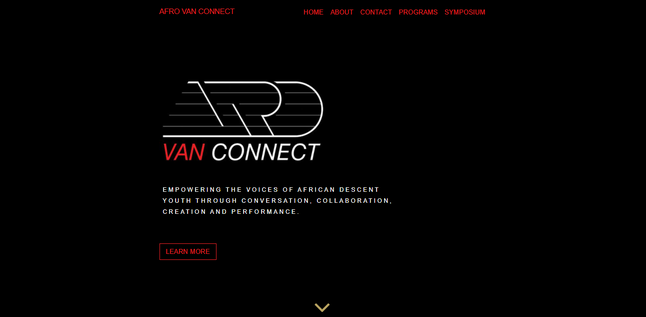 AFRO VAN CONNECT
HOME ABOUT CONTACT PROGRAMS SYMPOSIUM
VAN CONNECT
EMPOWERING THE VOICES OF AFRICAN DESCENT
YOUTH THROUGH CONVERSATION, COLLABORATION,
CREATION AND PERFORMANCE.
LEARN MORE